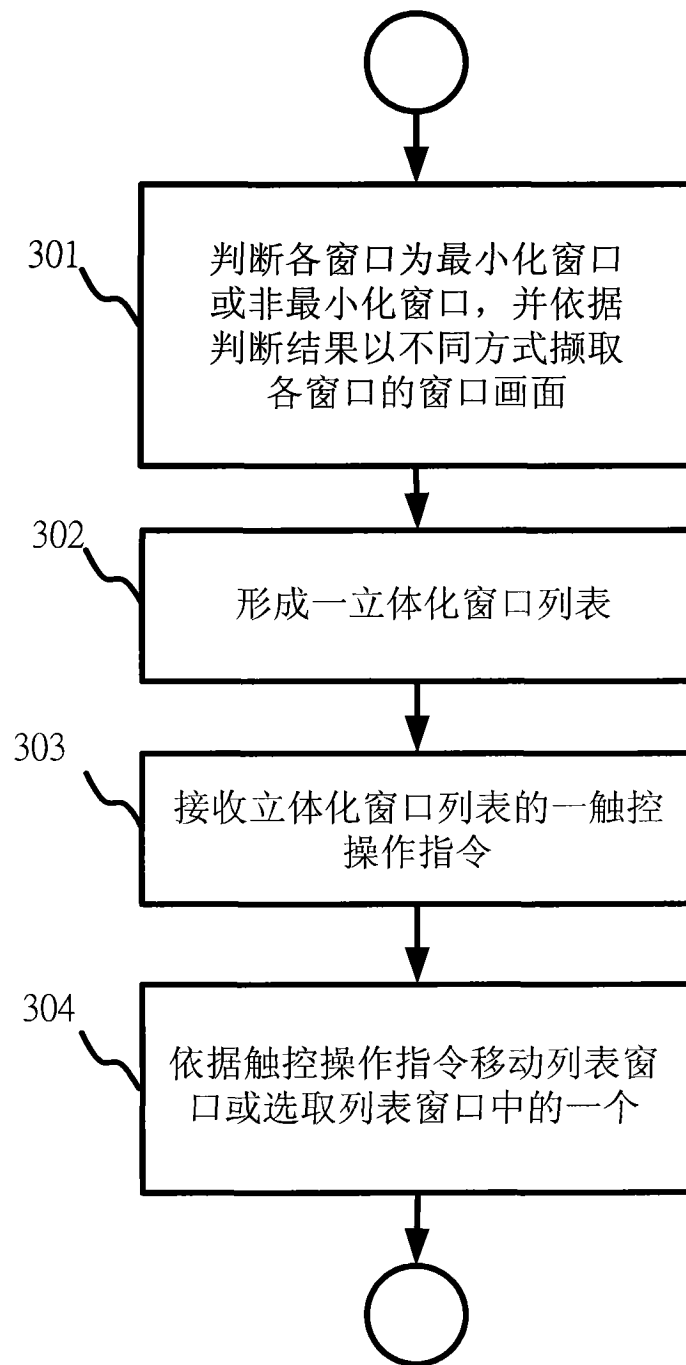 301
判断各窗口为最小化窗口
或非最小化窗口，并依据
判断结果以不同方式撷取
各窗口的窗口画面
302
形成一立体化窗口列表
303
接收立体化窗口列表的一触控
操作指令
304
依据触控操作指令移动列表窗
口或选取列表窗口中的一个